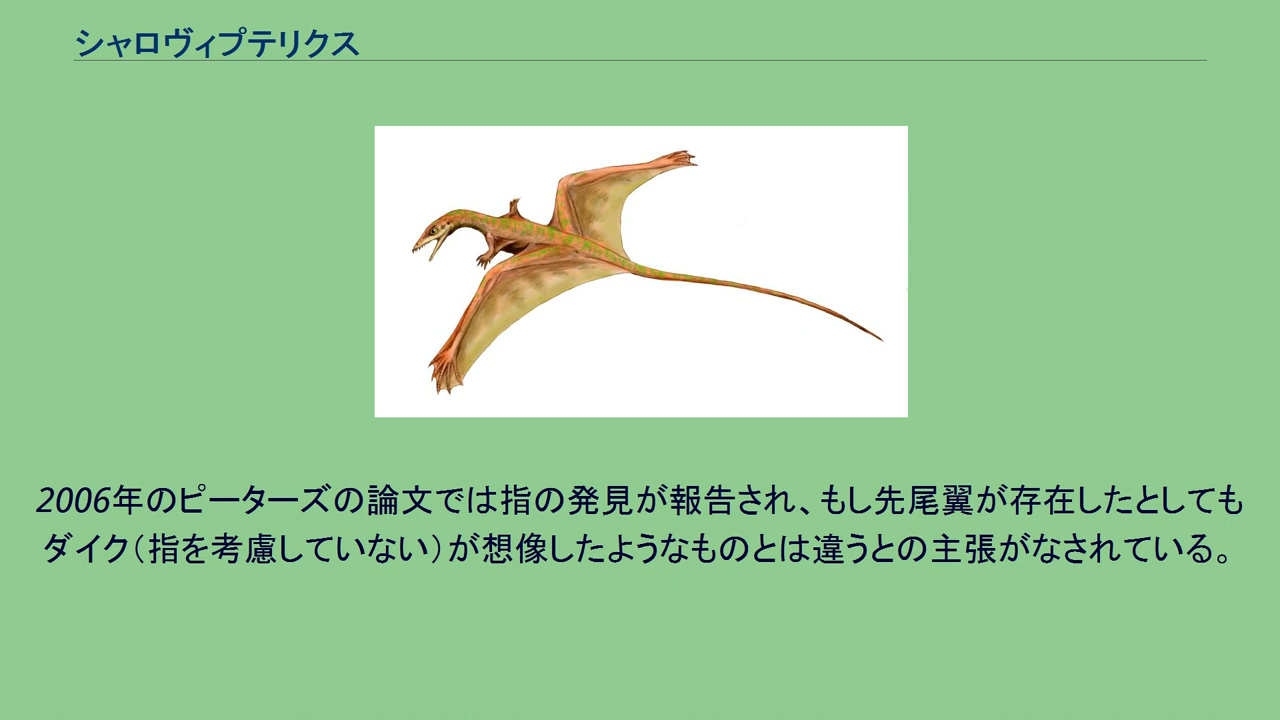 シャロヴィプテリクス
2006年のピーターズの論文では指の発見が報告され、もし先尾翼が存在したとしても
ダイク（指を考慮していない）が想像したようなものとは違うとの主張がなされている。